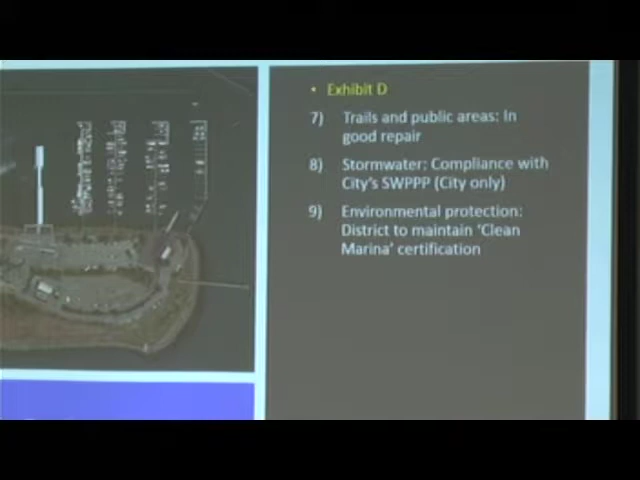 • Exhibit D
7) Trails and public areas: In
good repair
8) Stormwater: Compliance with
City's SWPPP (City only)
9) Environmental protection:
District to maintain 'Clean
Marina' certification